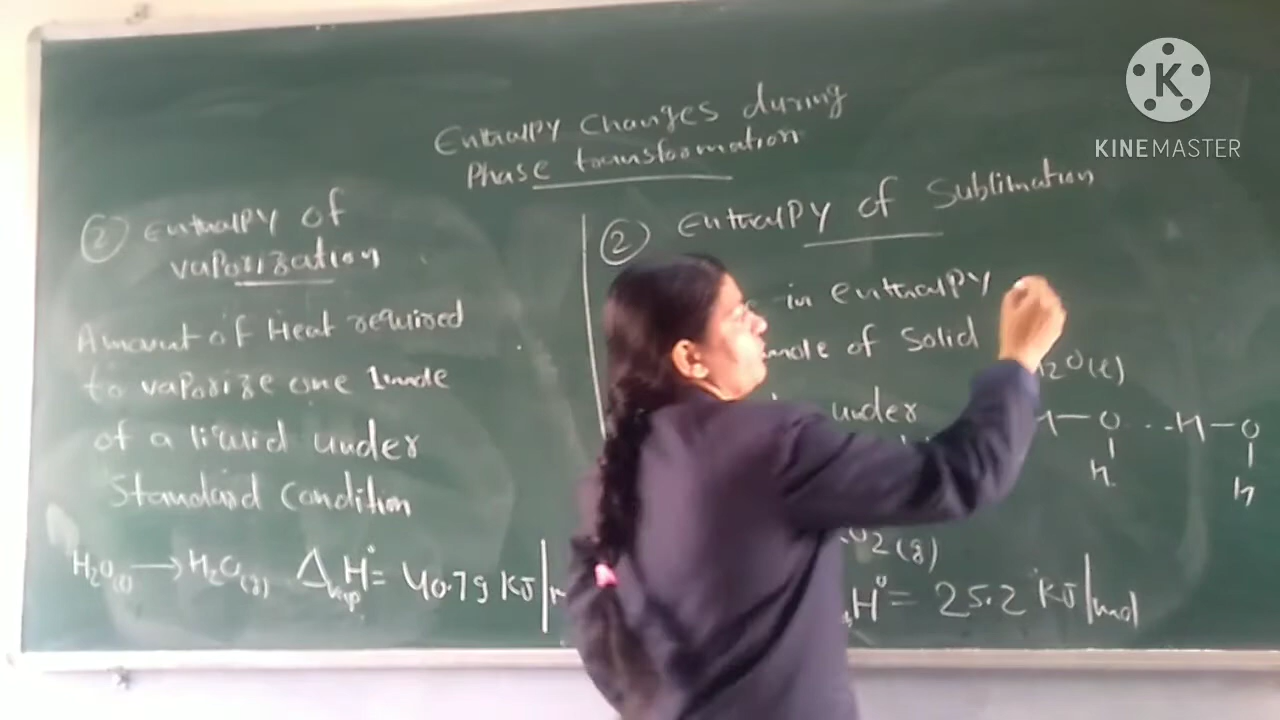 Enthalpy changes during
Phase transformation
② Enthalpy of
vaporization
Amount of Heat required
to vaporize one 1mole
of a liquid under
Standard Condition
H2O(l) → H2O(g) ΔvapH° = 40.79 KJ/
② Enthalpy of Sublimation
in enthalpy
mole of Solid
under
O2(g)
H° = 25.2 KJ/mol
H2O(l)
H—O...H—O
H H
K
KINEMASTER